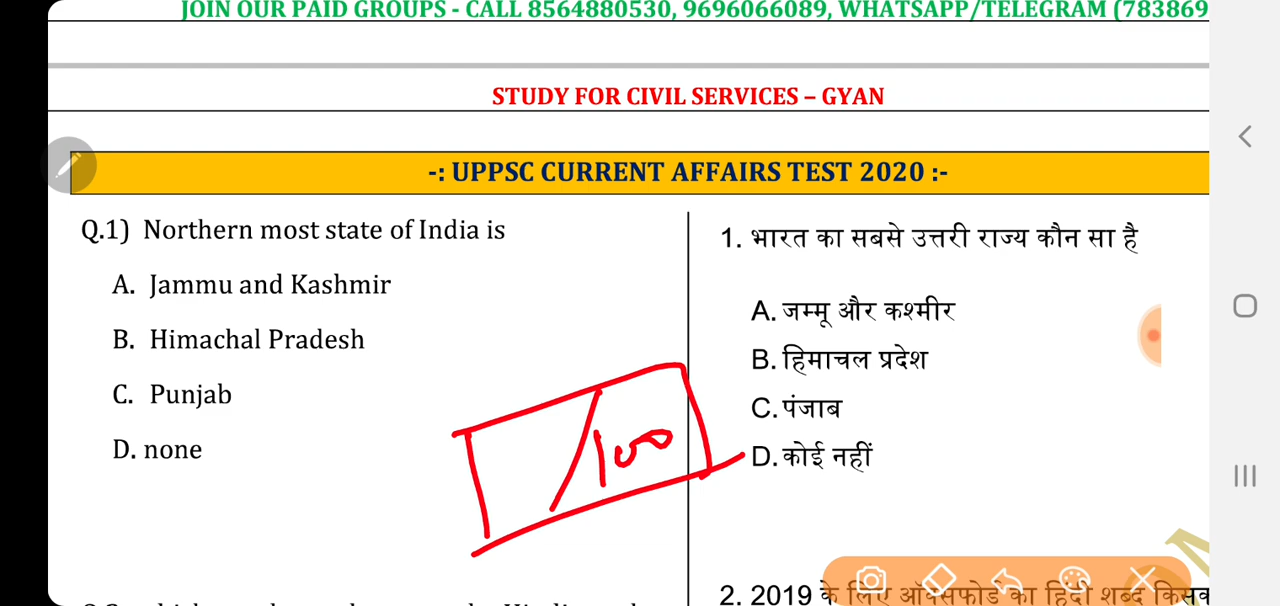 JOIN OUR PAID GROUPS - CALL 8564880530, 9696066089, WHATSAPP/TELEGRAM (783869
STUDY FOR CIVIL SERVICES – GYAN
-: UPPSC CURRENT AFFAIRS TEST 2020 :-
Q.1) Northern most state of India is
A. Jammu and Kashmir
B. Himachal Pradesh
C. Punjab
D. none
/100
1. भारत का सबसे उत्तरी राज्य कौन सा है
A. जम्मू और कश्मीर
B. हिमाचल प्रदेश
C. पंजाब
D. कोई नहीं
2. 2019 के लिए ऑक्सफोर्ड का हिंदी शब्द किस